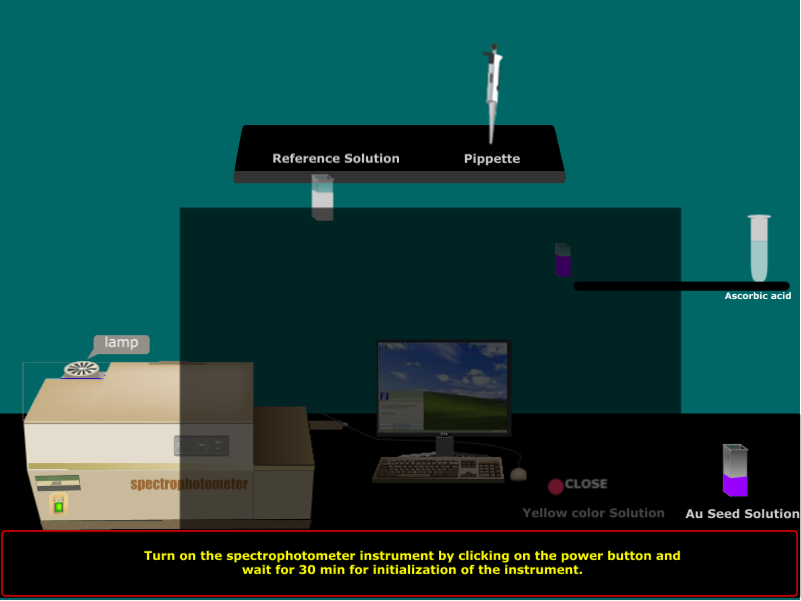 Reference Solution
Pippette
Ascorbic acid
lamp
spectrophotometer
CLOSE
Yellow color Solution
Au Seed Solution
Turn on the spectrophotometer instrument by clicking on the power button and
wait for 30 min for initialization of the instrument.